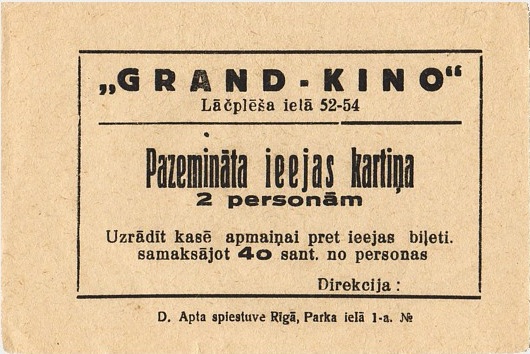 „GRAND-KINO“
Lāčplēša ielā 52-54
Pazemināta ieejas kartiņa
2 personām
Uzrādīt kasē apmaiņai pret ieejas biļeti.
samaksājot 40 sant. no personas
Direkcija :
D. Apta spiestuve Rīgā, Parka ielā 1-a. №